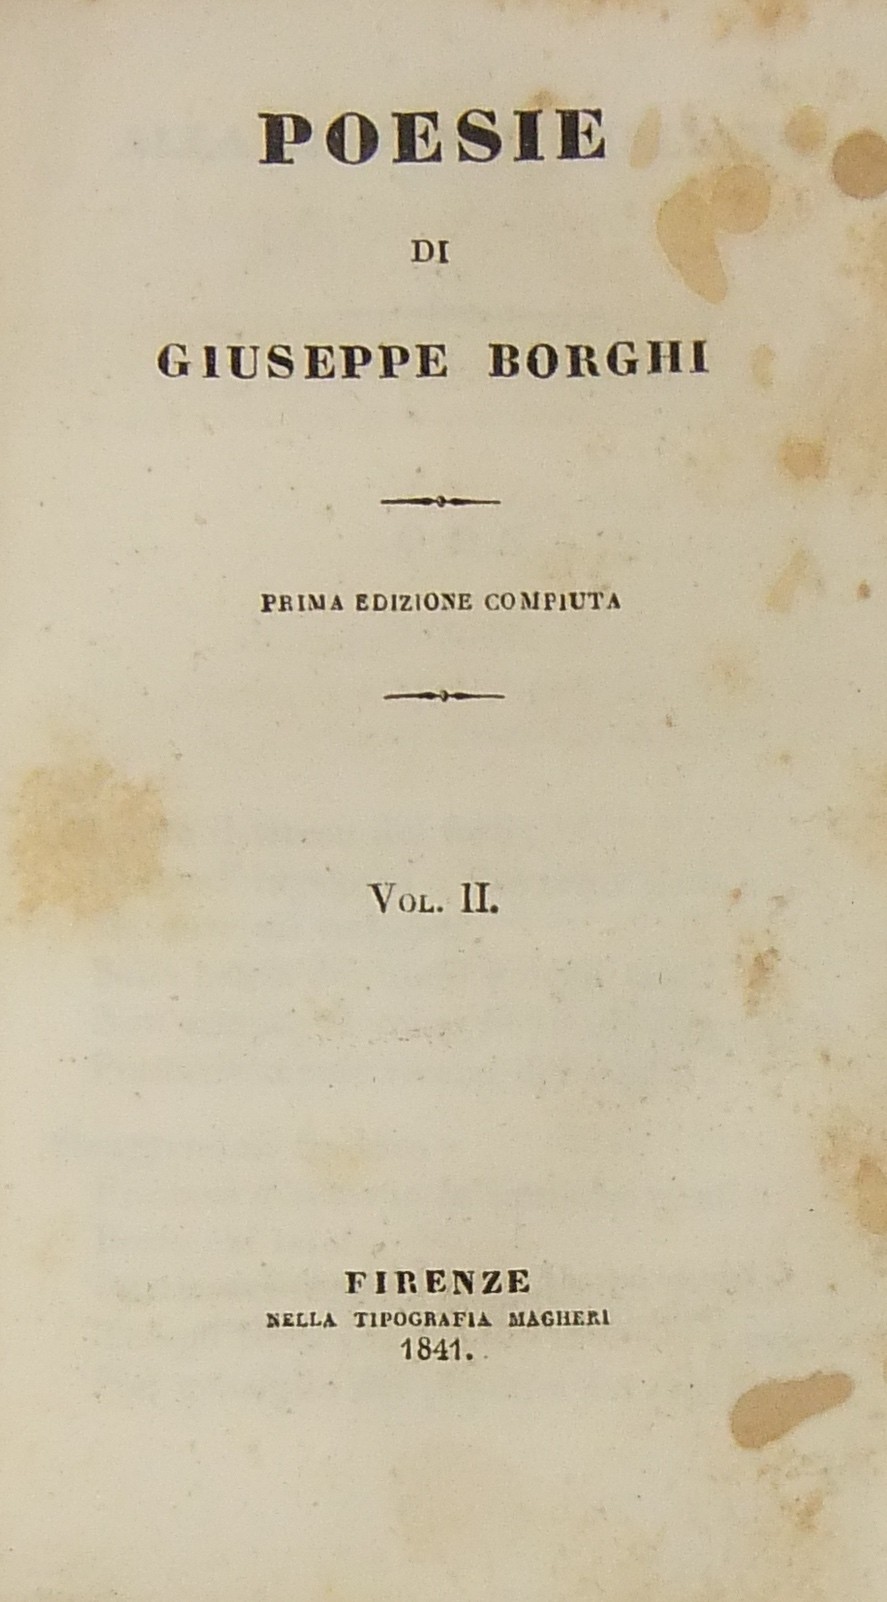 POESIE
DI
GIUSEPPE BORGHI
PRIMA EDIZIONE COMPIUTA
VOL. II.
FIRENZE
NELLA TIPOGRAFIA MAGHERI
1841.